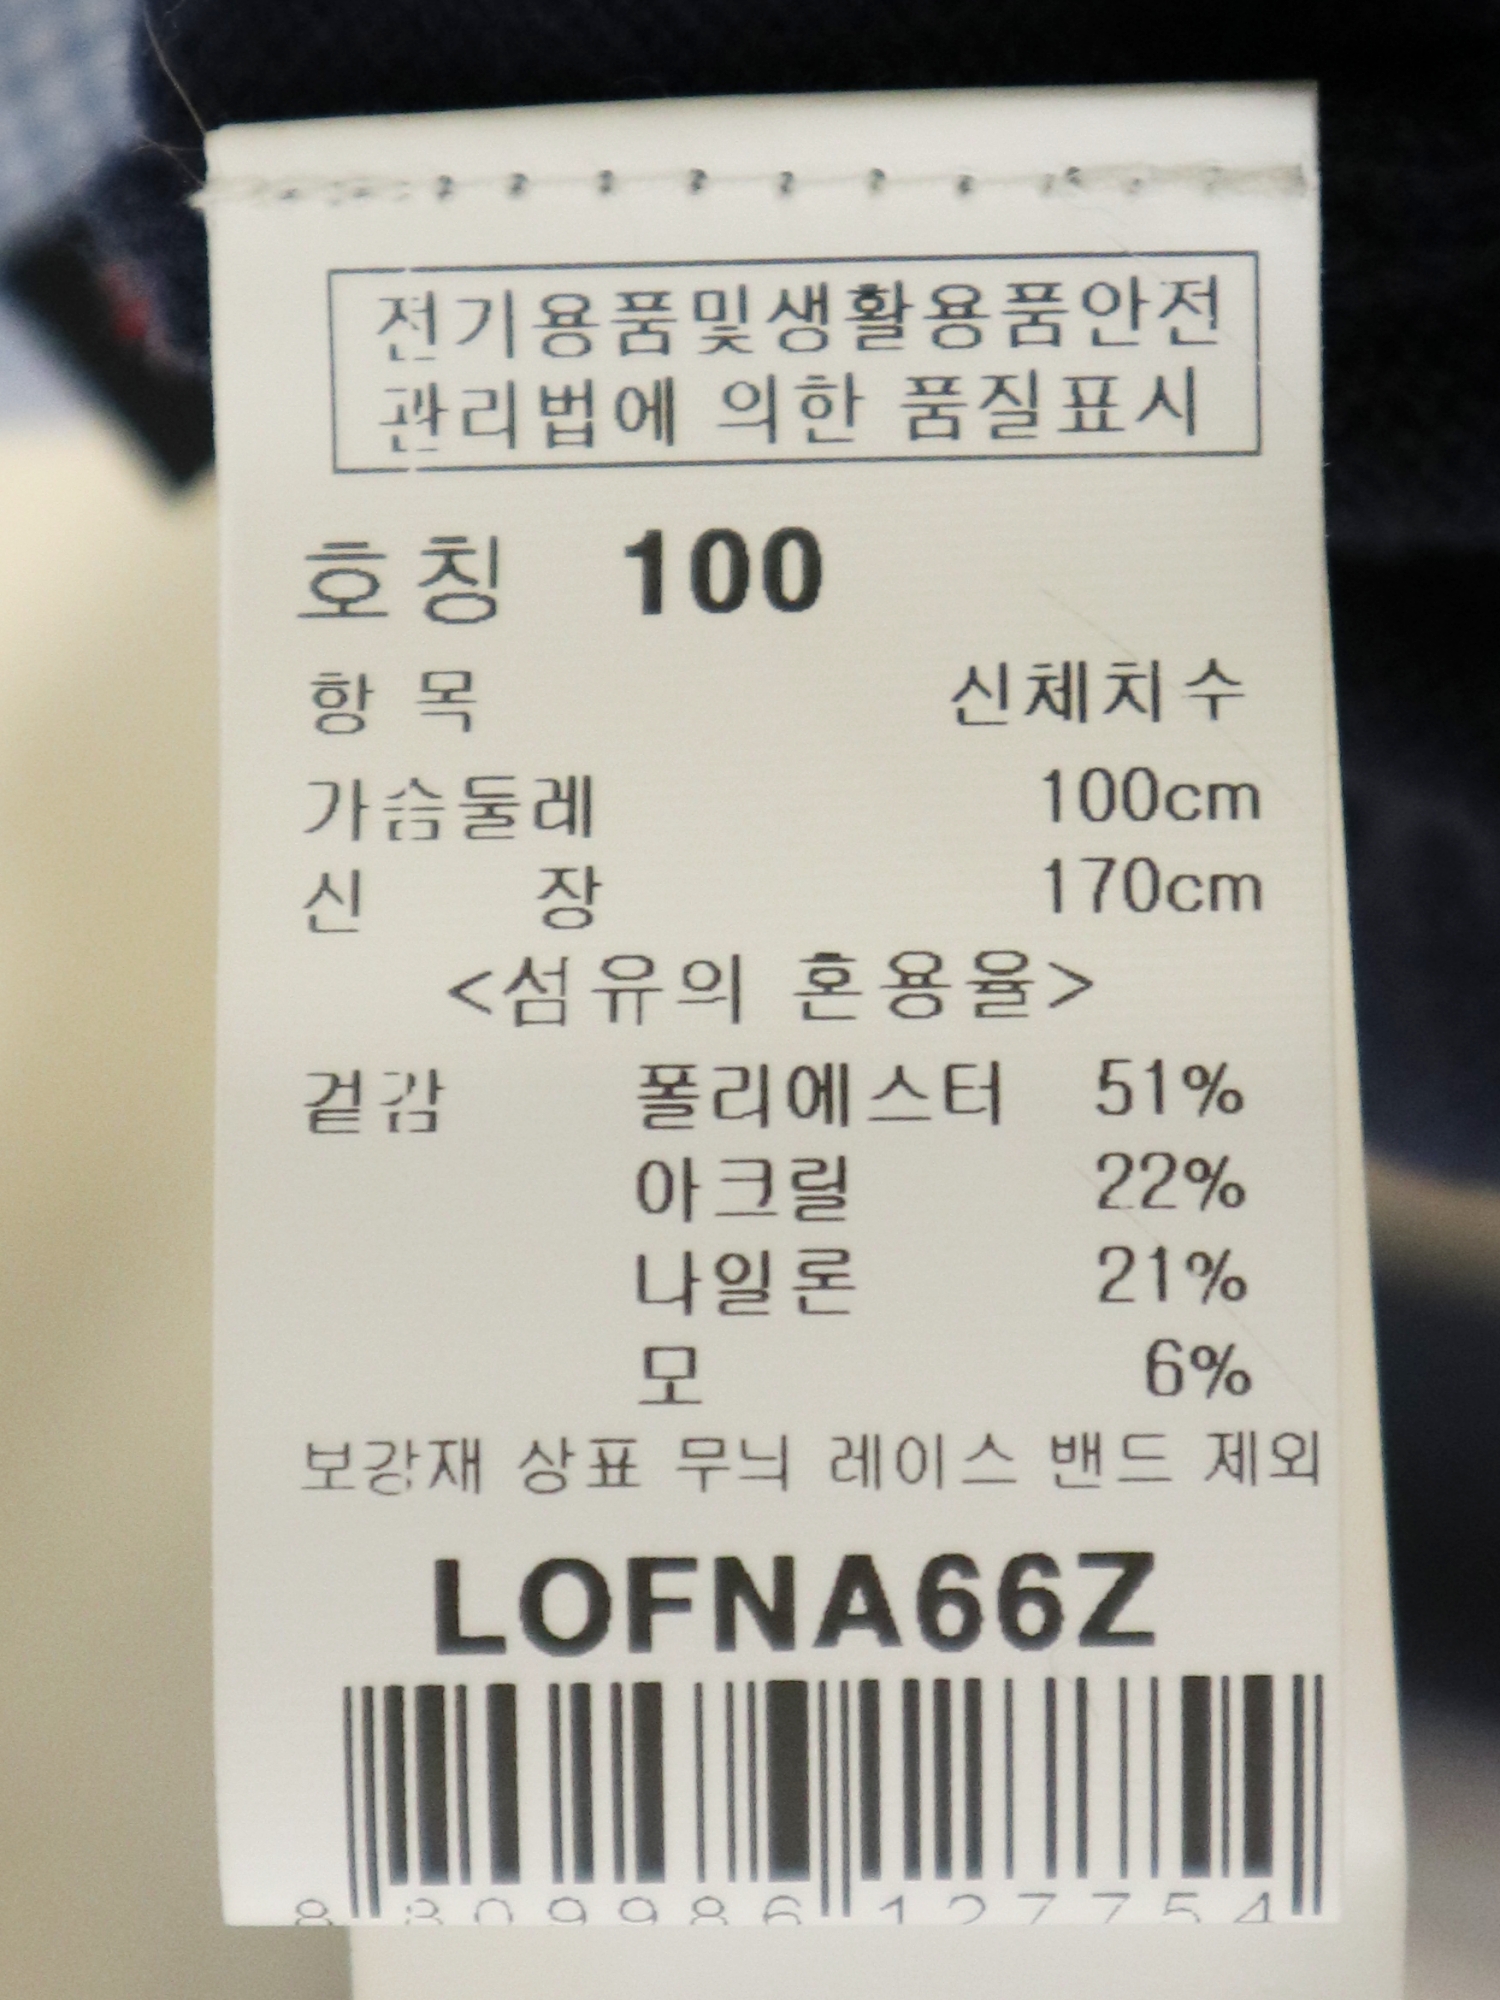 전기용품및생활용품안전
관리법에 의한 품질표시
호칭 100
항 목 신체치수
가슴둘레 100cm
신 장 170cm
<섬유의 혼용율>
겉감 폴리에스터 51%
아크릴 22%
나일론 21%
모 6%
보강재 상표 무늬 레이스 밴드 제외
LOFNA66Z
8 809986 127754